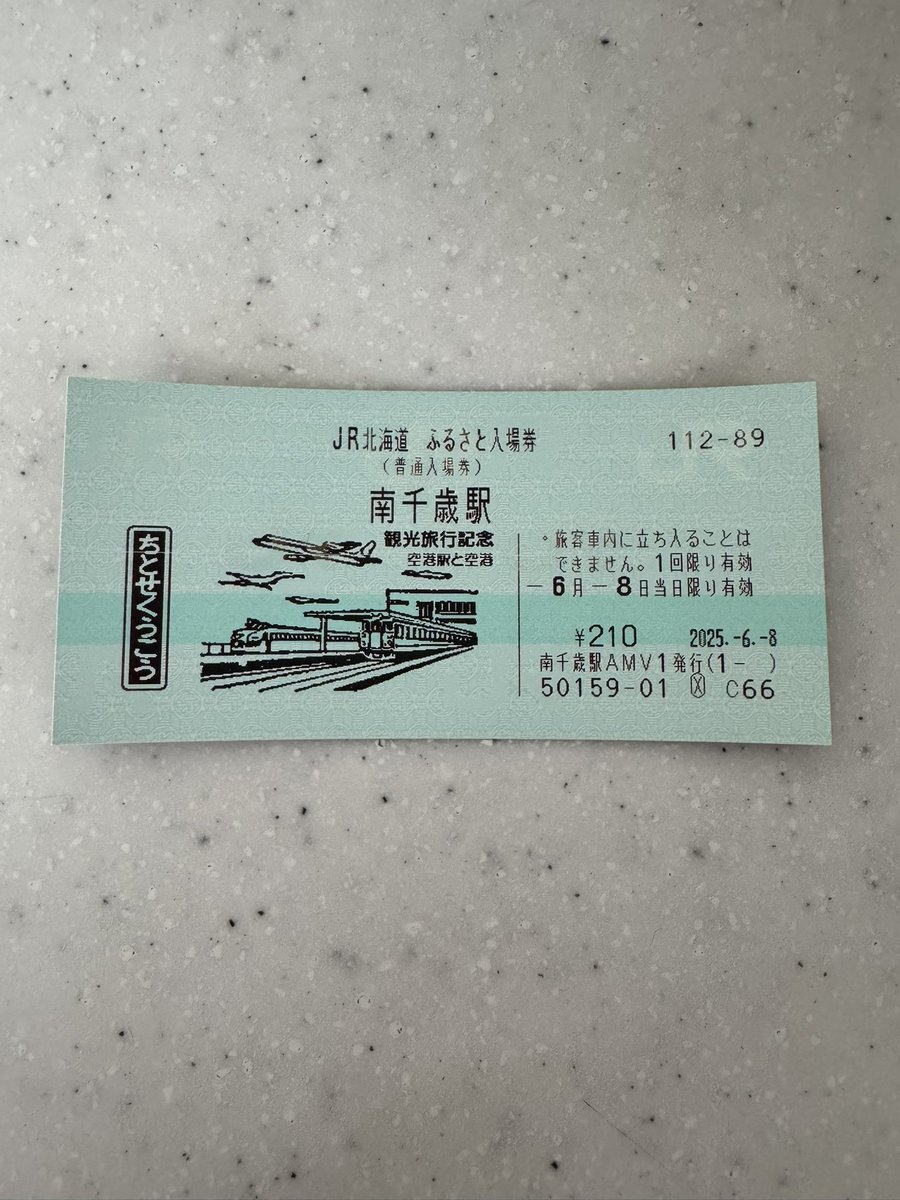 JR北海道 ふるさと入場券
112-89
(普通入場券)
南千歳駅
観光旅行記念
空港駅と空港
ちとせくうこう
。旅客車内に立ち入ることは
できません。1回限り有効
-6月-8日当日限り有効
¥210 2025.-6.-8
南千歳駅AMV1発行(1- )
50159-01 Ⓧ C66